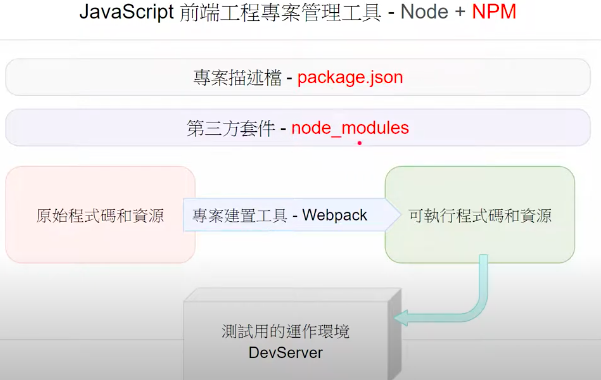 JavaScript 前端工程專案管理工具 - Node + NPM
專案描述檔 - package.json
第三方套件 - node_modules
原始程式碼和資源
專案建置工具 - Webpack
可執行程式碼和資源
測試用的運作環境
DevServer